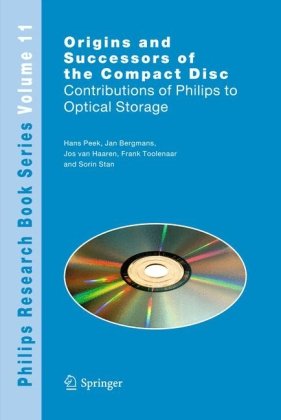 Philips Research Book Series Volume 11
Origins and
Successors of
the Compact Disc
Contributions of Philips to
Optical Storage
Hans Peek, Jan Bergmans,
Jos van Haaren, Frank Toolenaar
and Sorin Stan
Springer